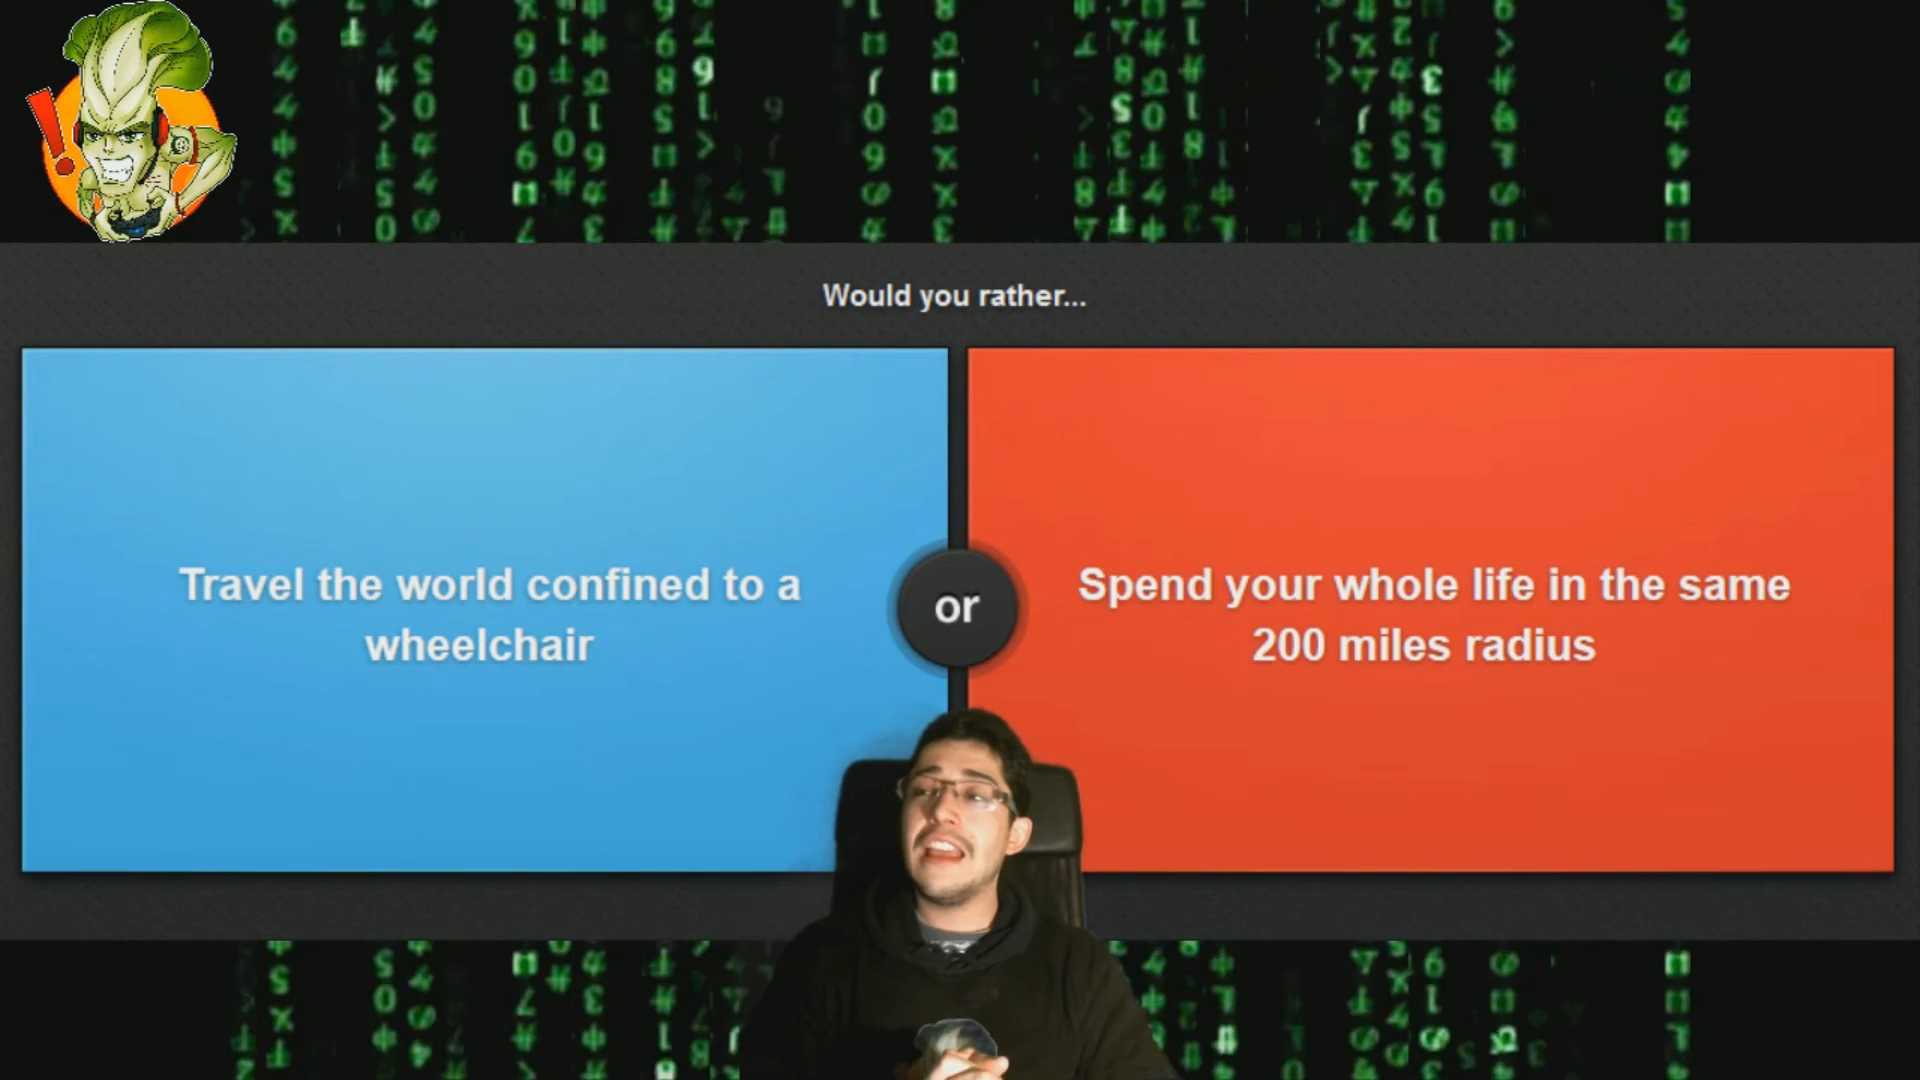 Would you rather...
Travel the world confined to a
wheelchair
or
Spend your whole life in the same
200 miles radius